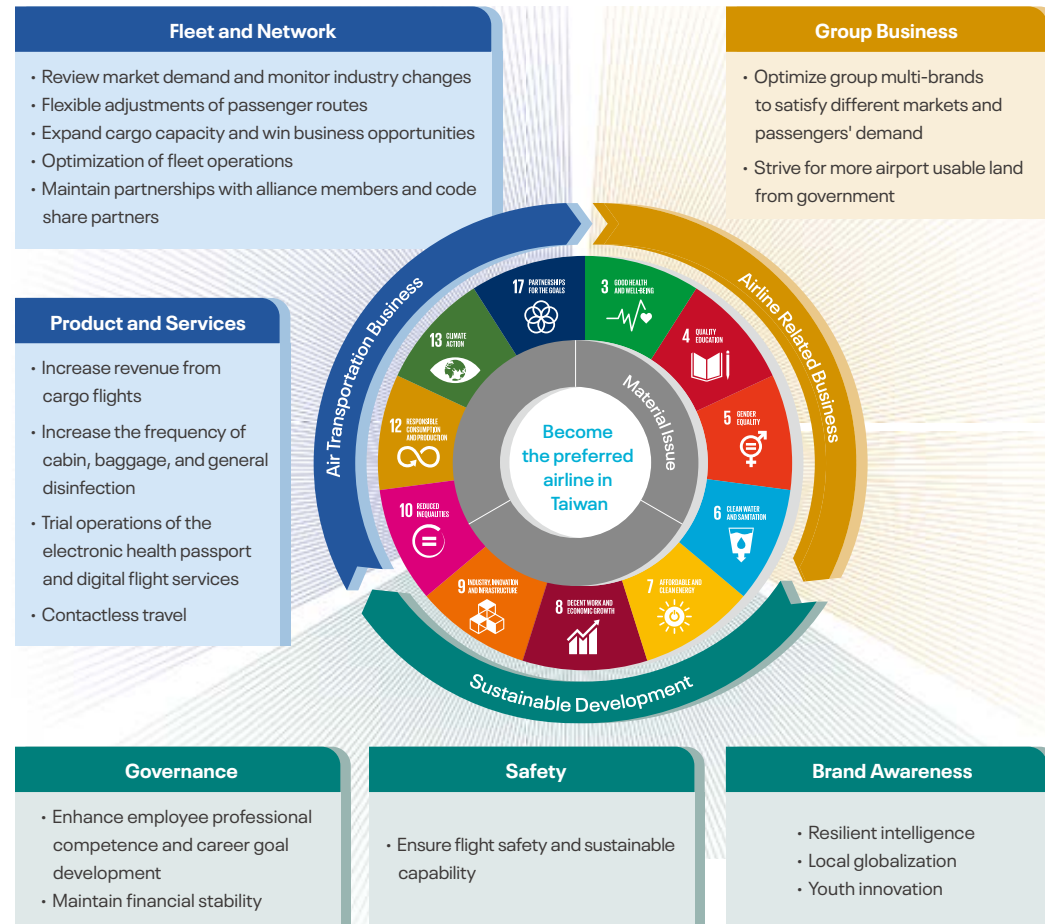 Fleet and Network
· Review market demand and monitor industry changes
· Flexible adjustments of passenger routes
· Expand cargo capacity and win business opportunities
· Optimization of fleet operations
· Maintain partnerships with alliance members and code
share partners
Group Business
· Optimize group multi-brands
to satisfy different markets and
passengers' demand
· Strive for more airport usable land
from government
Product and Services
· Increase revenue from
cargo flights
· Increase the frequency of
cabin, baggage, and general
disinfection
· Trial operations of the
electronic health passport
and digital flight services
· Contactless travel
Air Transportation Business
Airline Related Business
Sustainable Development
3 GOOD HEALTH
AND WELL-BEING
4 QUALITY
EDUCATION
5 GENDER
EQUALITY
6 CLEAN WATER
AND SANITATION
7 AFFORDABLE AND
CLEAN ENERGY
8 DECENT WORK AND
ECONOMIC GROWTH
9 INDUSTRY, INNOVATION
AND INFRASTRUCTURE
10 REDUCED
INEQUALITIES
12 RESPONSIBLE
CONSUMPTION
AND PRODUCTION
13 CLIMATE
ACTION
17 PARTNERSHIPS
FOR THE GOALS
Material Issue
Become
the preferred
airline in
Taiwan
Governance
· Enhance employee professional
competence and career goal
development
· Maintain financial stability
Safety
· Ensure flight safety and sustainable
capability
Brand Awareness
· Resilient intelligence
· Local globalization
· Youth innovation